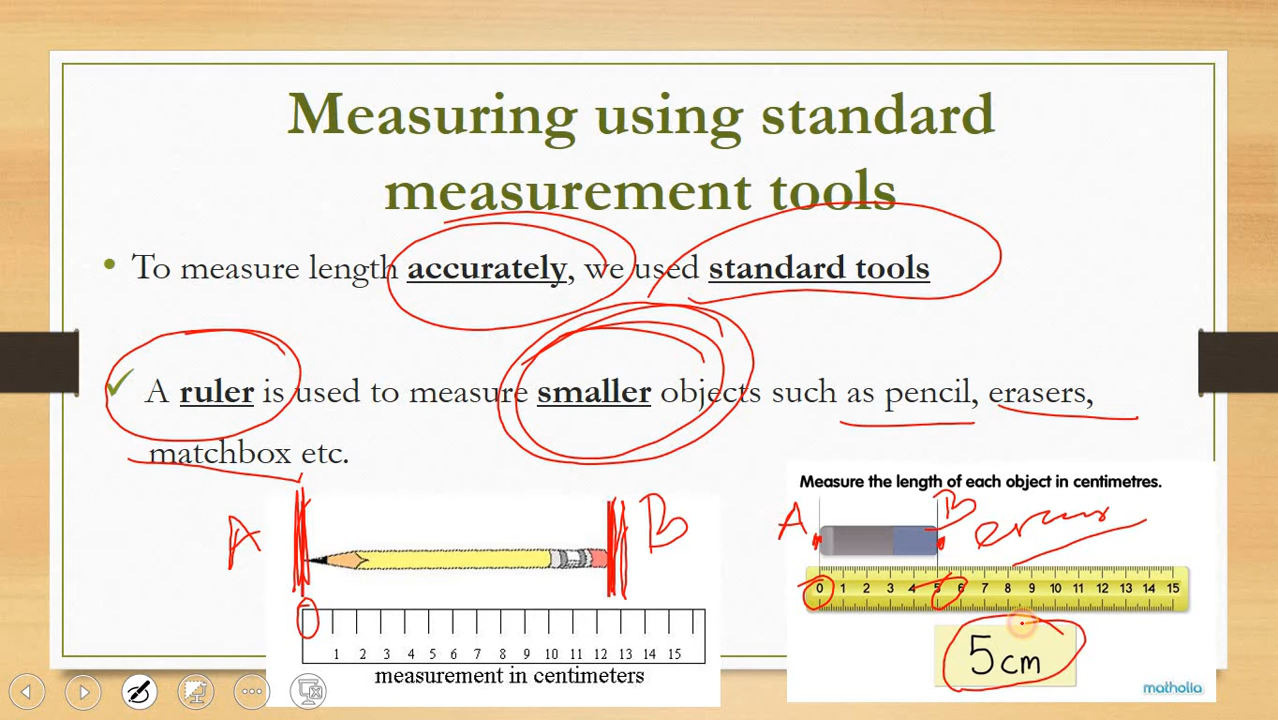 Measuring using standard
measurement tools
• To measure length accurately, we used standard tools
✓ A ruler is used to measure smaller objects such as pencil, erasers,
matchbox etc.
A B
1 2 3 4 5 6 7 8 9 10 11 12 13 14 15
measurement in centimeters
Measure the length of each object in centimetres.
A B
0 1 2 3 4 5 6 7 8 9 10 11 12 13 14 15
5 cm
matholia